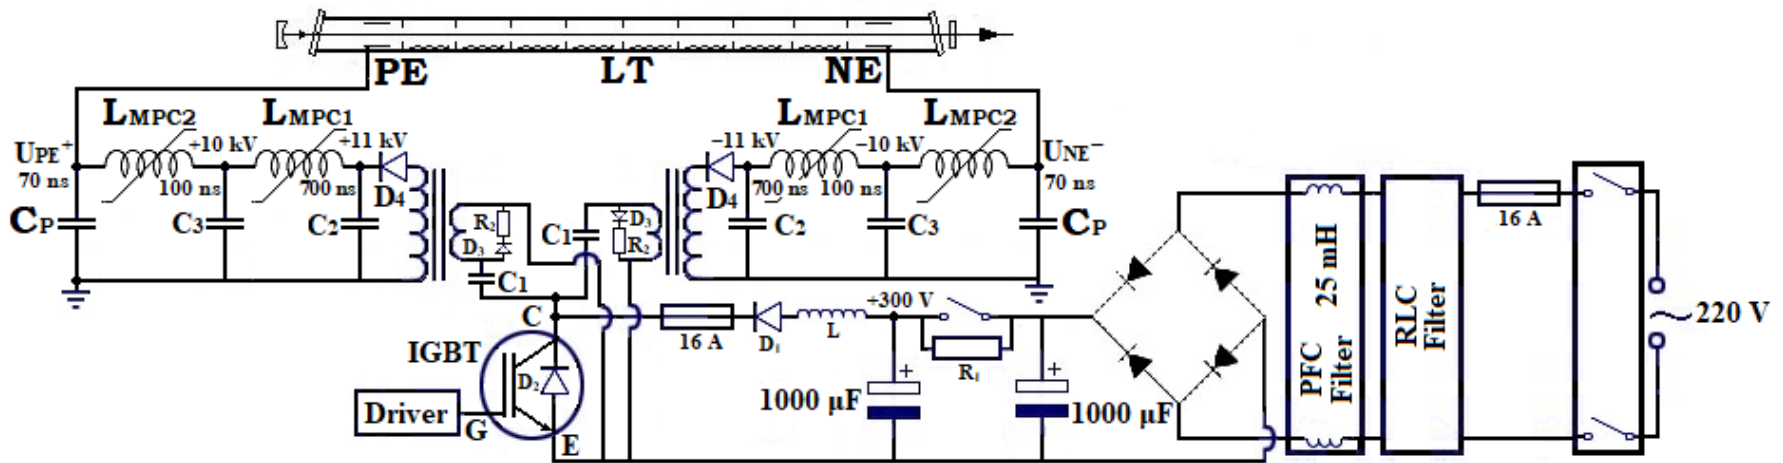 PE LT NE
LMPC2 LMPC1 LMPC1 LMPC2
UPE+ +10 kV +11 kV −11 kV −10 kV UNE−
70 ns 100 ns 700 ns D4 D4 700 ns 100 ns 70 ns
CP C3 C2 R2 D3 C1 D3 R2 C2 C3 CP
C1
16 A
+300 V
C 16 A D1 L R1
IGBT D2
1000 µF 1000 µF
Driver G E
PFC Filter 25 mH
RLC Filter
~ 220 V